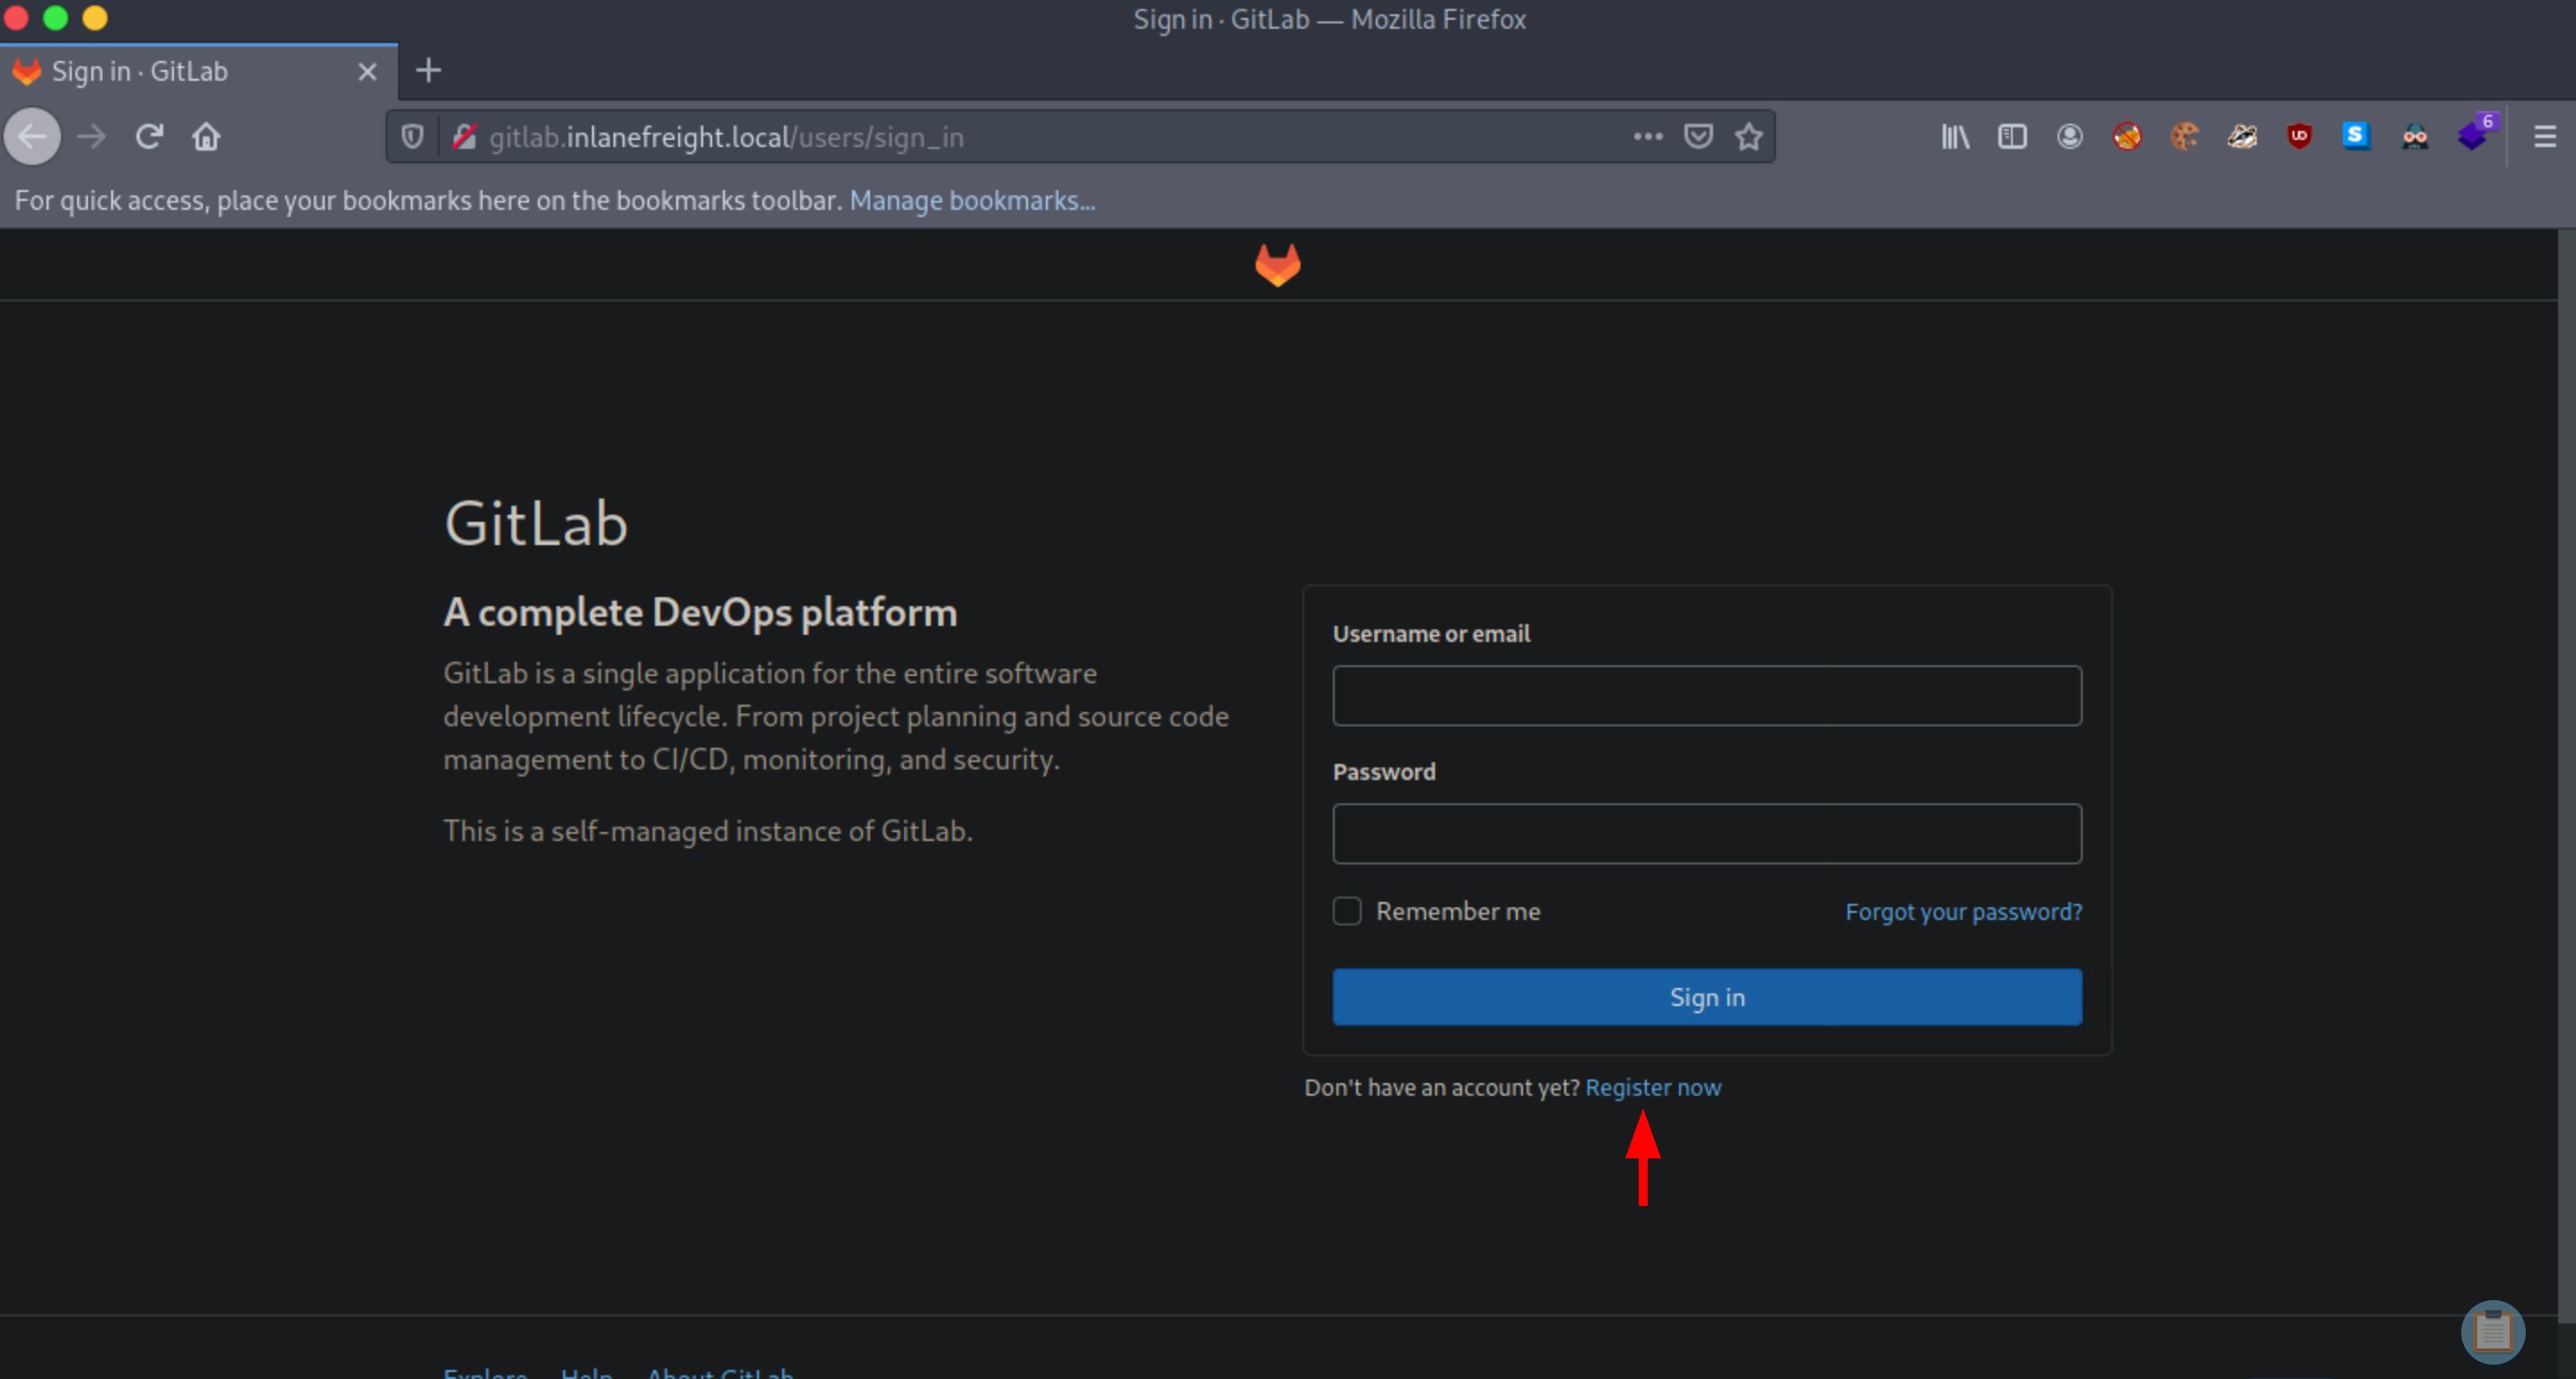 Sign in · GitLab — Mozilla Firefox
Sign in · GitLab
gitlab.inlanefreight.local/users/sign_in
6
For quick access, place your bookmarks here on the bookmarks toolbar. Manage bookmarks...
GitLab
A complete DevOps platform
GitLab is a single application for the entire software
development lifecycle. From project planning and source code
management to CI/CD, monitoring, and security.
This is a self-managed instance of GitLab.
Username or email
Password
Remember me
Forgot your password?
Sign in
Don't have an account yet? Register now
Explore Help About GitLab